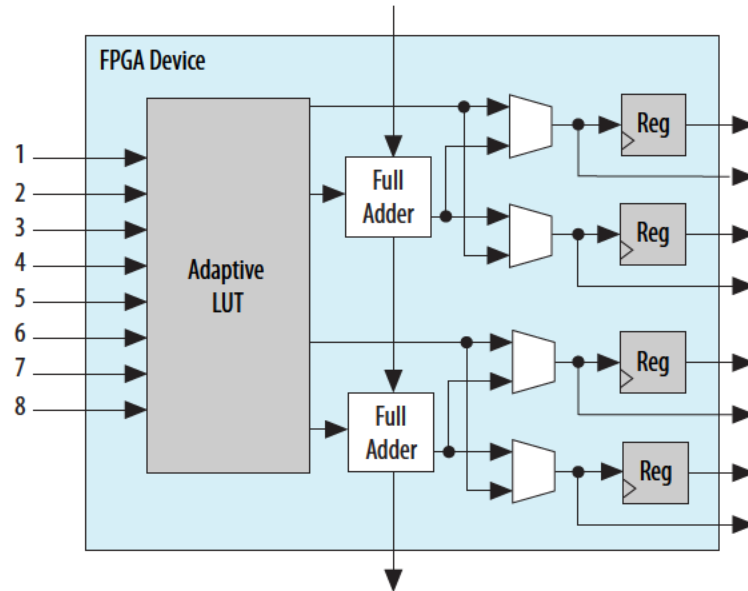 FPGA Device
1
2
3
4
5
6
7
8
Adaptive
LUT
Full
Adder
Full
Adder
Reg
Reg
Reg
Reg